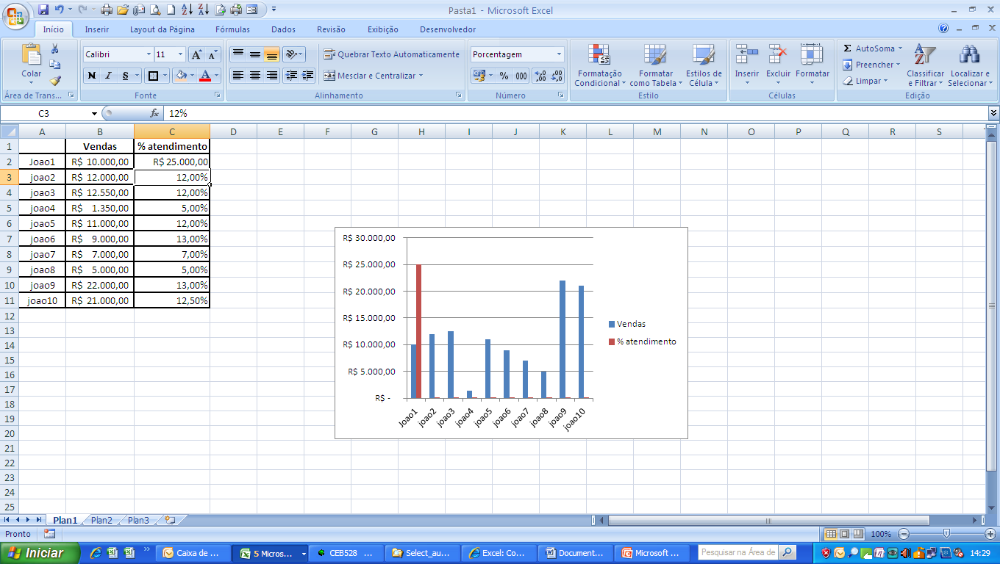 Pasta1 - Microsoft Excel
Início Inserir Layout da Página Fórmulas Dados Revisão Exibição Desenvolvedor
Colar
Área de Trans...
Calibri 11
N I S
Fonte
Quebrar Texto Automaticamente
Mesclar e Centralizar
Alinhamento
Porcentagem
% 000
Número
Formatação Condicional
Formatar como Tabela
Estilos de Célula
Estilo
Inserir Excluir Formatar
Células
Σ AutoSoma
Preencher
Limpar
Classificar e Filtrar
Localizar e Selecionar
Edição
C3 fx 12%
A B C D E F G H I J K L M N O P Q R S
1 Vendas % atendimento
2 Joao1 R$ 10.000,00 R$ 25.000,00
3 joao2 R$ 12.000,00 12,00%
4 joao3 R$ 12.550,00 12,00%
5 joao4 R$ 1.350,00 5,00%
6 joao5 R$ 11.000,00 12,00%
7 joao6 R$ 9.000,00 13,00%
8 joao7 R$ 7.000,00 7,00%
9 joao8 R$ 5.000,00 5,00%
10 joao9 R$ 22.000,00 13,00%
11 joao10 R$ 21.000,00 12,50%
12
13
14
15
16
17
18
19
20
21
22
23
24
25
R$ 30.000,00
R$ 25.000,00
R$ 20.000,00
R$ 15.000,00
R$ 10.000,00
R$ 5.000,00
R$ -
Joao1 joao2 joao3 joao4 joao5 joao6 joao7 joao8 joao9 joao10
Vendas
% atendimento
Plan1 Plan2 Plan3
Pronto 100%
Iniciar Caixa de ... 5 Micros... CEB528 ... Select_au... Excel: Co... Document... Microsoft ... Pesquisar na Área de 14:29